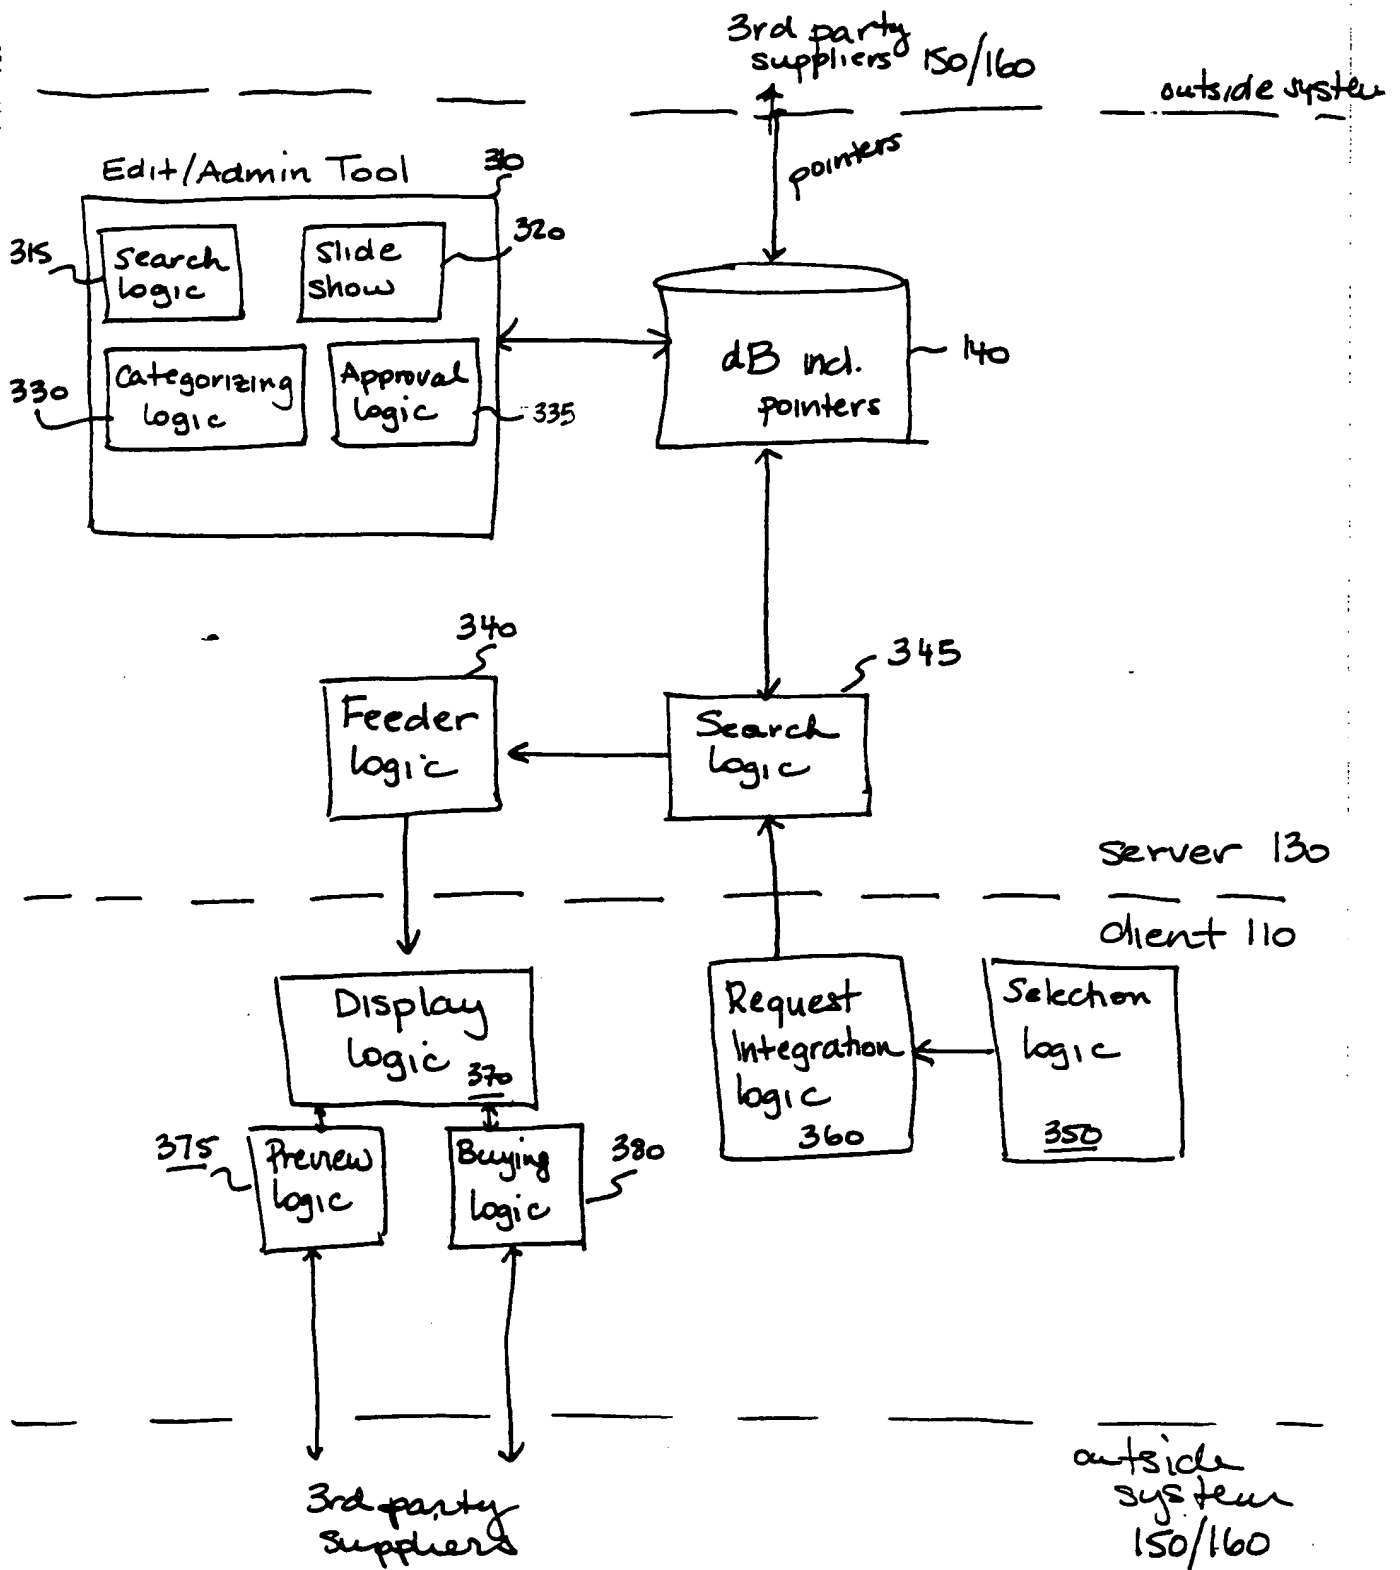 3rd party
suppliers 150/160
outside system
pointers
Edit/Admin Tool
310
315
Search
logic
320
Slide
show
330
Categorizing
logic
Approval
logic
335
dB incl.
pointers
140
340
Feeder
logic
345
Search
logic
server 130
client 110
Display
logic
370
Request
Integration
logic
360
Selection
logic
350
375
Preview
logic
Buying
logic
380
3rd party
suppliers
outside
system
150/160